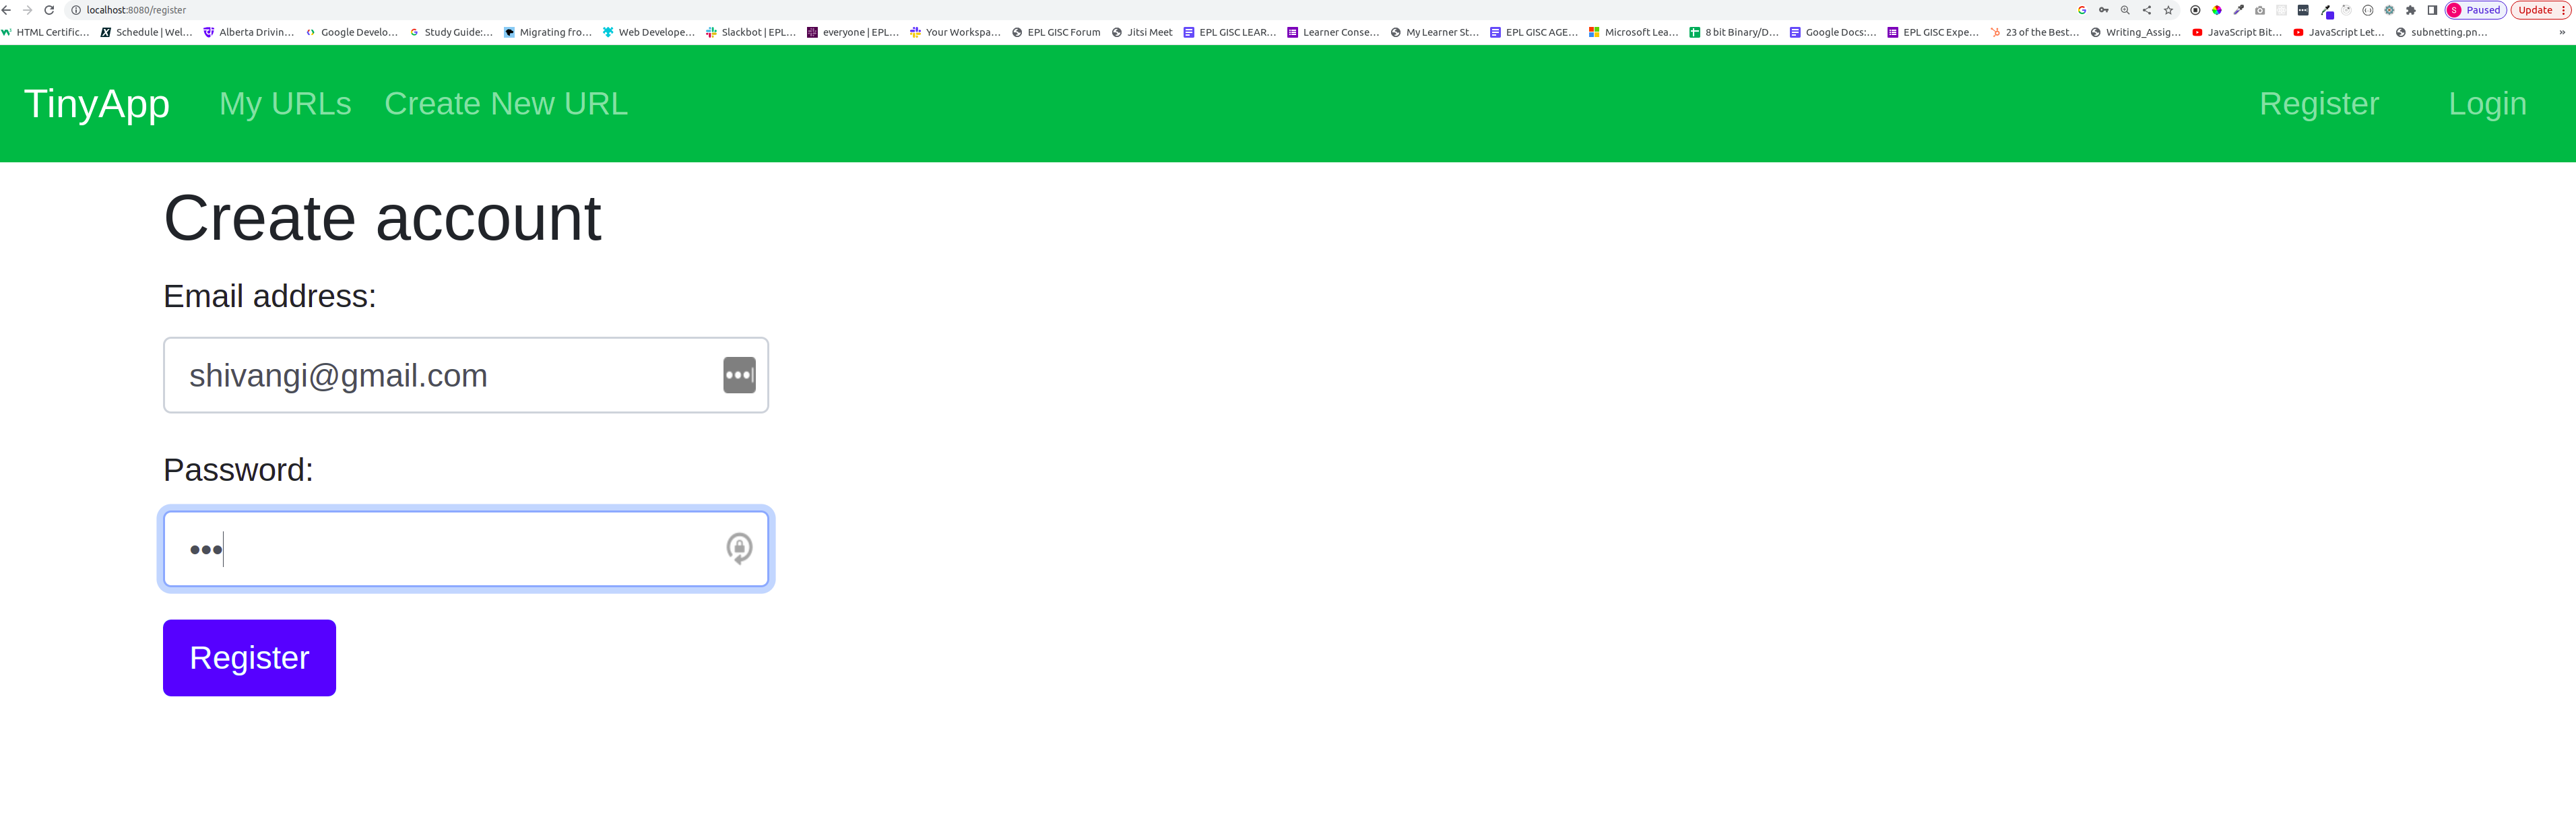 localhost:8080/register
S Paused Update
HTML Certific… Schedule | Wel… Alberta Drivin… Google Develo… Study Guide:… Migrating fro… Web Develope… Slackbot | EPL… everyone | EPL… Your Workspa… EPL GISC Forum Jitsi Meet EPL GISC LEAR… Learner Conse… My Learner St… EPL GISC AGE… Microsoft Lea… 8 bit Binary/D… Google Docs:… EPL GISC Expe… 23 of the Best… Writing_Assig… JavaScript Bit… JavaScript Let… subnetting.pn… »
TinyApp My URLs Create New URL Register Login
Create account
Email address:
shivangi@gmail.com
Password:
•••
Register